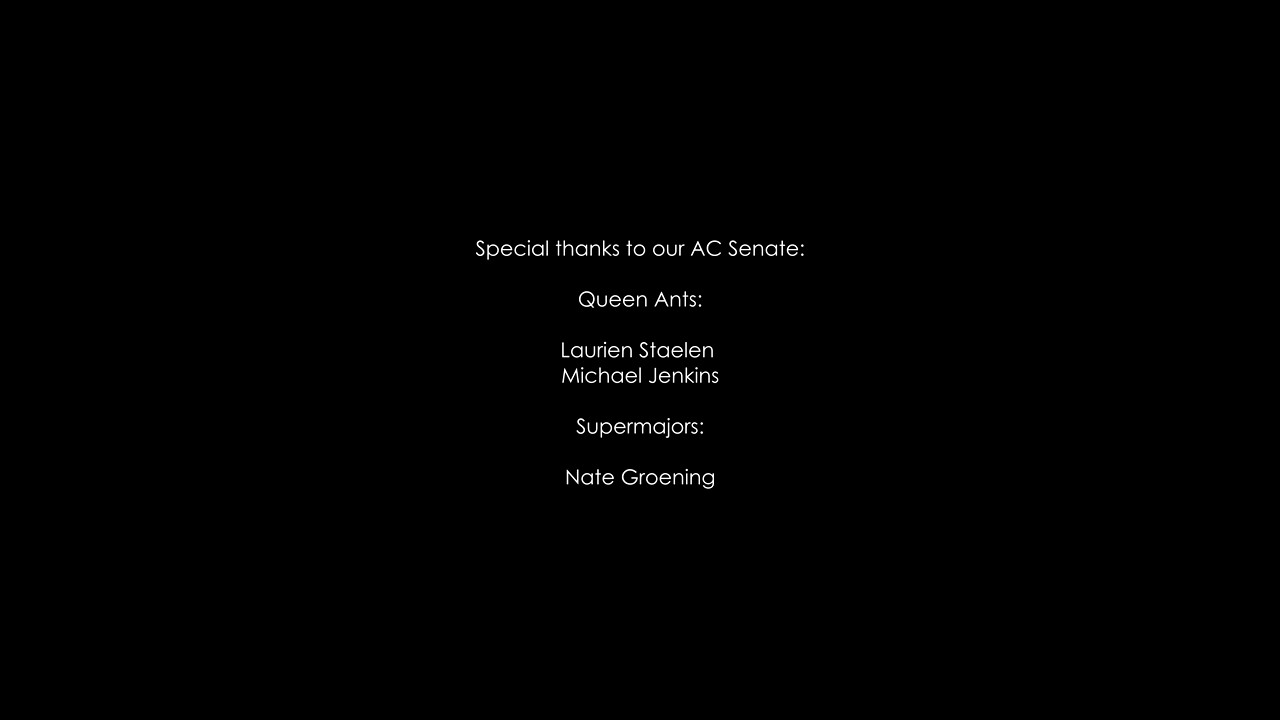 Special thanks to our AC Senate:
Queen Ants:
Laurien Staelen
Michael Jenkins
Supermajors:
Nate Groening